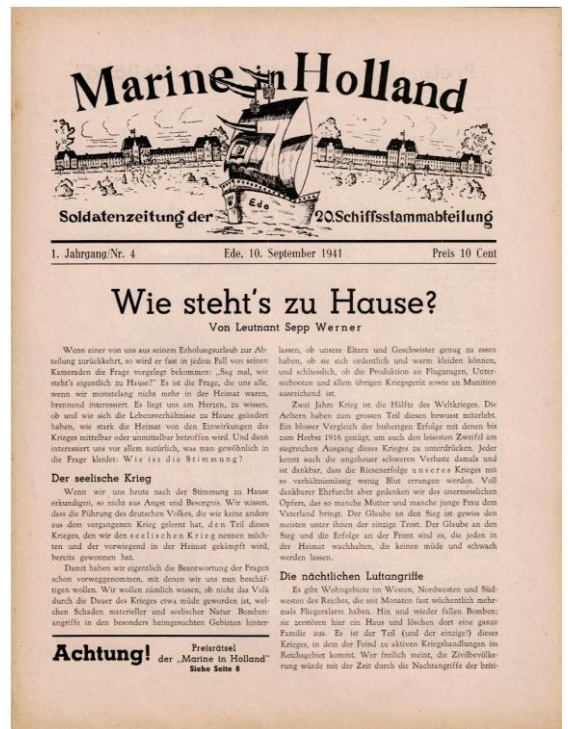 Marine in Holland
Ede
Soldatenzeitung der 20.Schiffsstammabteilung
1. Jahrgang/Nr. 4 Ede, 10. September 1941 Preis 10 Cent
Wie steht's zu Hause?
Von Leutnant Sepp Werner
Wenn einer von uns aus seinem Erholungsurlaub zur Ab-
teilung zurückkehrt, so wird er fast in jedem Fall von seinen
Kameraden die Frage vorgelegt bekommen: „Sag mal, wie
steht's eigentlich zu Hause?" Es ist die Frage, die uns alle,
wenn wir monatelang nicht mehr in der Heimat waren,
brennend interessiert. Es liegt uns am Herzen, zu wissen,
ob und wie sich die Lebensverhältnisse zu Hause geändert
haben, wie stark die Heimat von den Einwirkungen des
Krieges mittelbar oder unmittelbar betroffen wird. Und dann
interessiert uns vor allem natürlich, was man gewöhnlich in
die Frage kleidet: Wie ist die Stimmung?
Der seelische Krieg
Wenn wir uns heute nach der Stimmung zu Hause
erkundigen, so nicht aus Angst und Besorgnis. Wir wissen,
dass die Führung des deutschen Volkes, die wie keine andere
aus dem vergangenen Krieg gelernt hat, den Teil dieses
Krieges, den wir den seelischen Krieg nennen möch-
ten und der vorwiegend in der Heimat gekämpft wird,
bereits gewonnen hat.
Damit haben wir eigentlich die Beantwortung der Fragen
schon vorweggenommen, mit denen wir uns nun beschäf-
tigen wollen. Wir wollen nämlich wissen, ob nicht das Volk
durch die Dauer des Krieges etwa müde geworden ist, wel-
chen Schaden materieller und seelischer Natur Bomben-
angriffe in den besonders heimgesuchten Gebieten hinter-
Achtung!
Preisrätsel
der „Marine in Holland"
Siehe Seite 8
lassen, ob unsere Eltern und Geschwister genug zu essen
haben, ob sie sich ordentlich und warm kleiden können,
und schliesslich, ob die Produktion an Flugzeugen, Unter-
seebooten und allem übrigen Kriegsgerät sowie an Munition
ausreichend ist.
Zwei Jahre Krieg ist die Hälfte des Weltkrieges. Die
Aeltern haben zum grossen Teil diesen bewusst miterlebt.
Ein blosser Vergleich der bisherigen Erfolge mit denen bis
zum Herbst 1916 genügt, um auch den leisesten Zweifel am
siegreichen Ausgang dieses Krieges zu unterdrücken. Jeder
kennt auch die ungeheuer schweren Verluste damals und
ist dankbar, dass die Riesenerfolge unseres Krieges mit
so verhältnismässig wenig Blut errungen werden. Voll
dankbarer Ehrfurcht aber gedenken wir des unermesslichen
Opfers, das so manche Mutter und manche junge Frau dem
Vaterland bringt. Der Glaube an den Sieg ist gewiss den
meisten unter ihnen der einzige Trost. Der Glaube an den
Sieg und die Erfolge an der Front sind es, die jeden in
der Heimat wachhalten, die keinen müde und schwach
werden lassen.
Die nächtlichen Luftangriffe
Es gibt Wohngebiete im Westen, Nordwesten und Süd-
westen des Reiches, die seit Monaten fast wöchentlich mehr-
mals Fliegeralarm haben. Hin und wieder fallen Bomben;
sie zerstören hier ein Haus und löschen dort eine ganze
Familie aus. Es ist der Teil (und der einzige!) dieses
Krieges, in dem der Feind zu aktiven Kriegshandlungen im
Reichsgebiet kommt. Wer freilich meint, die Zivilbevölke-
rung würde mit der Zeit durch die Nachtangriffe der briti-